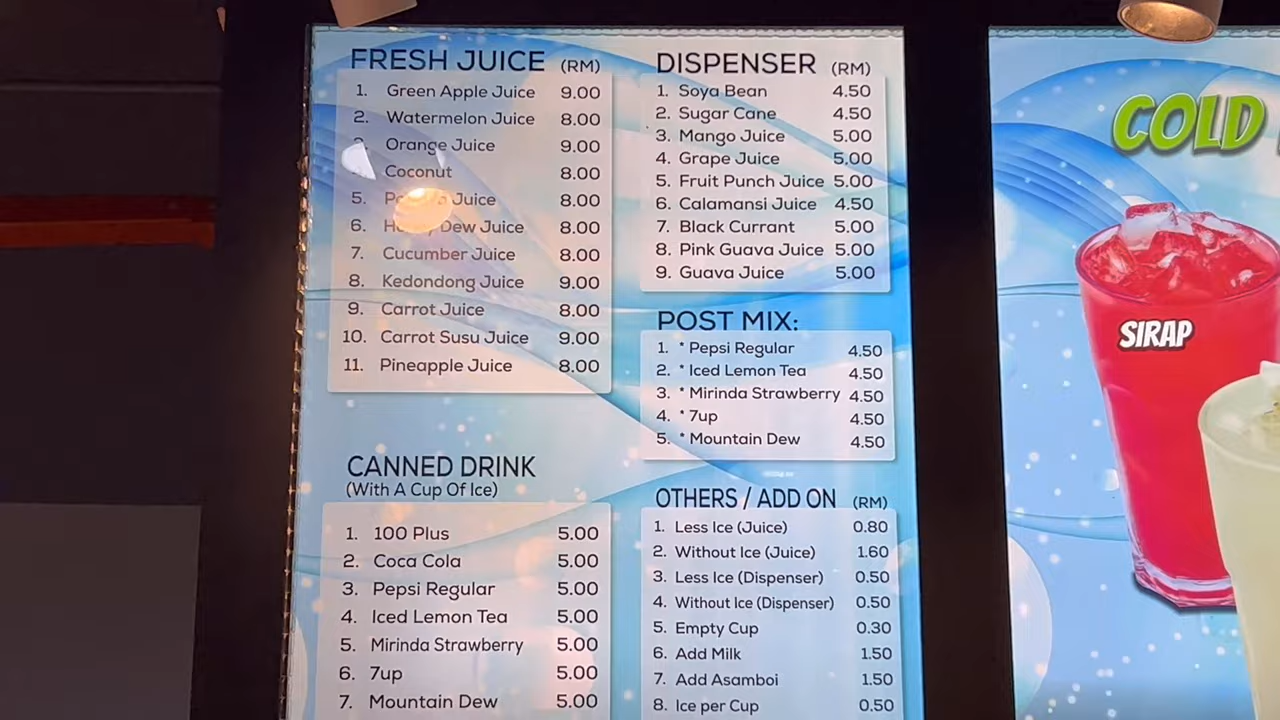 FRESH JUICE (RM)
1. Green Apple Juice 9.00
2. Watermelon Juice 8.00
Orange Juice 9.00
Coconut 8.00
5. Juice 8.00
6. Dew Juice 8.00
7. Cucumber Juice 8.00
8. Kedondong Juice 9.00
9. Carrot Juice 8.00
10. Carrot Susu Juice 9.00
11. Pineapple Juice 8.00
CANNED DRINK
(With A Cup Of Ice)
1. 100 Plus 5.00
2. Coca Cola 5.00
3. Pepsi Regular 5.00
4. Iced Lemon Tea 5.00
5. Mirinda Strawberry 5.00
6. 7up 5.00
7. Mountain Dew 5.00
DISPENSER (RM)
1. Soya Bean 4.50
2. Sugar Cane 4.50
3. Mango Juice 5.00
4. Grape Juice 5.00
5. Fruit Punch Juice 5.00
6. Calamansi Juice 4.50
7. Black Currant 5.00
8. Pink Guava Juice 5.00
9. Guava Juice 5.00
POST MIX:
1. * Pepsi Regular 4.50
2. * Iced Lemon Tea 4.50
3. * Mirinda Strawberry 4.50
4. * 7up 4.50
5. * Mountain Dew 4.50
OTHERS / ADD ON (RM)
1. Less Ice (Juice) 0.80
2. Without Ice (Juice) 1.60
3. Less Ice (Dispenser) 0.50
4. Without Ice (Dispenser) 0.50
5. Empty Cup 0.30
6. Add Milk 1.50
7. Add Asamboi 1.50
8. Ice per Cup 0.50
COLD
SIRAP